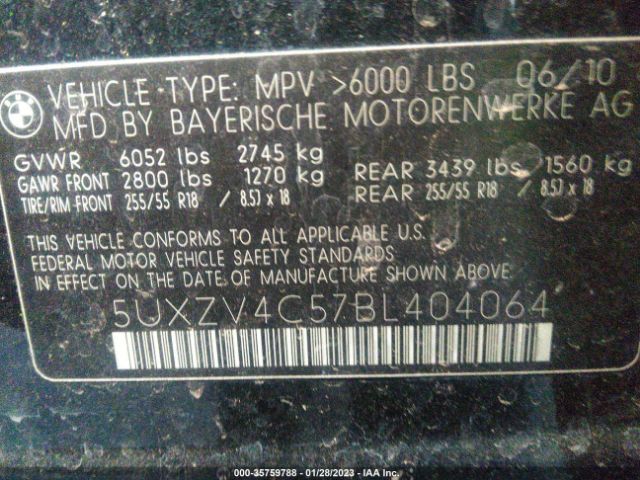 BMW
VEHICLE TYPE: MPV >6000 LBS 06/10
MFD BY BAYERISCHE MOTORENWERKE AG
GVWR 6052 lbs 2745 kg
GAWR FRONT 2800 lbs 1270 kg REAR 3439 lbs 1560 kg
TIRE/RIM FRONT 255/55 R18 / 8.5J x 18 REAR 255/55 R18 / 8.5J x 18
THIS VEHICLE CONFORMS TO ALL APPLICABLE U.S.
FEDERAL MOTOR VEHICLE SAFETY STANDARDS
IN EFFECT ON THE DATE OF MANUFACTURE SHOWN ABOVE.
5UXZV4C57BL404064
000-35759788 - 01/28/2023 - IAA Inc.